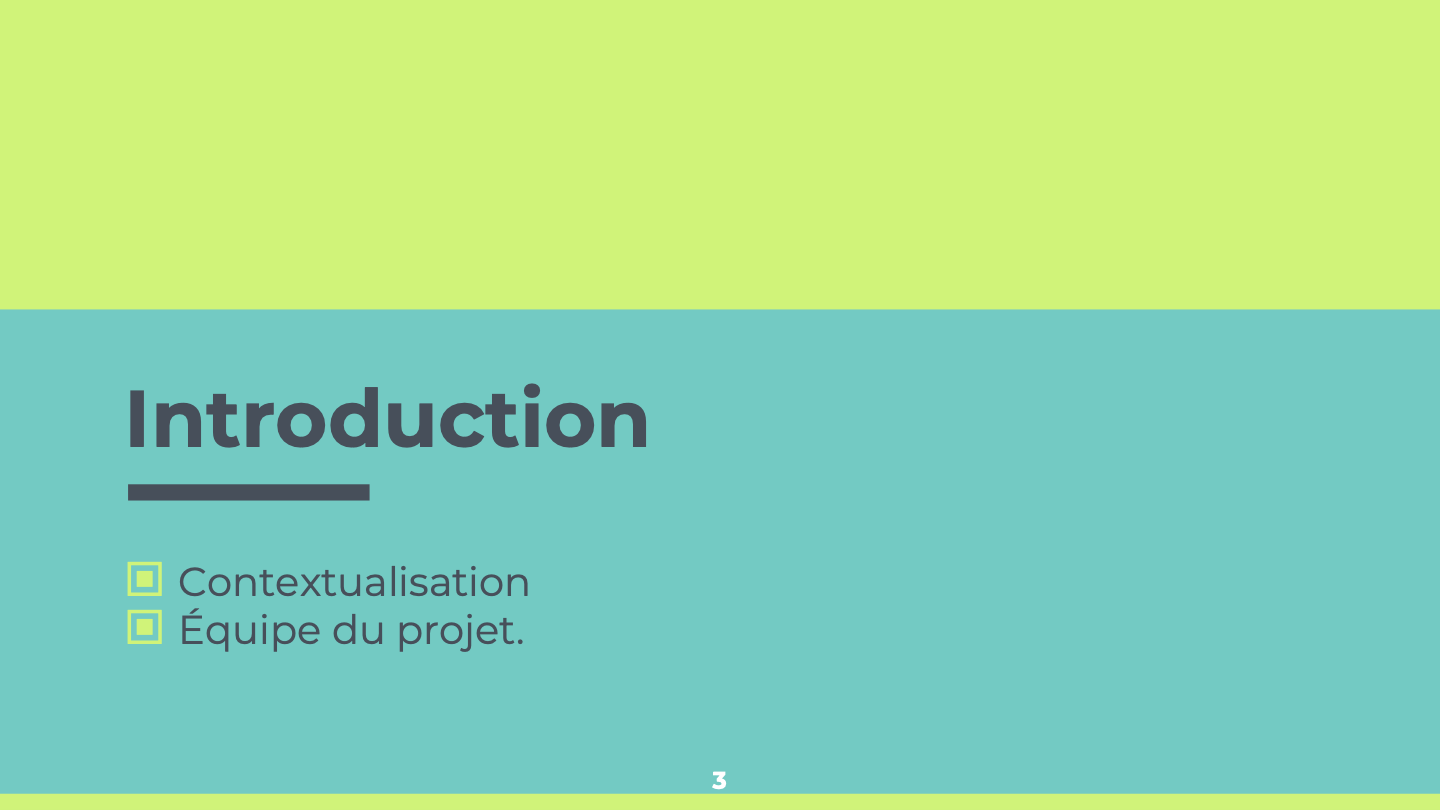 Introduction
Contextualisation
Équipe du projet.
3